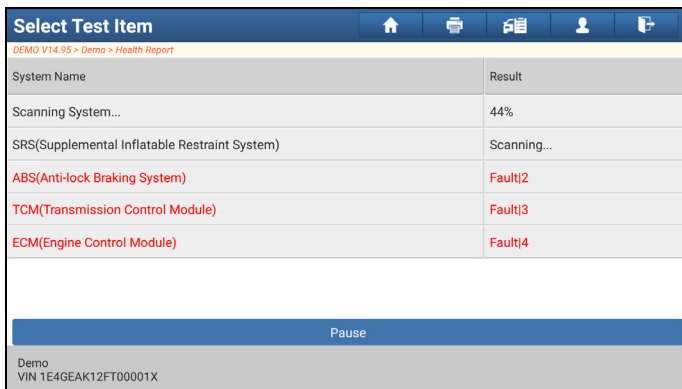 Select Test Item
DEMO V14.95 > Demo > Health Report
System Name Result
Scanning System... 44%
SRS(Supplemental Inflatable Restraint System) Scanning...
ABS(Anti-lock Braking System) Fault|2
TCM(Transmission Control Module) Fault|3
ECM(Engine Control Module) Fault|4
Pause
Demo
VIN 1E4GEAK12FT00001X